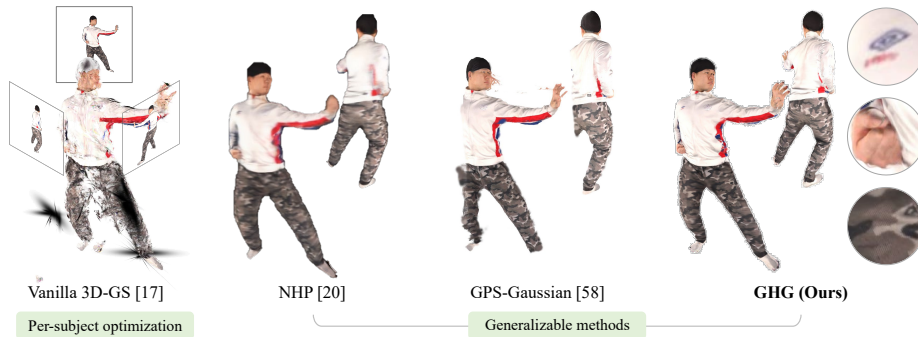 Vanilla 3D-GS [17]
NHP [20]
GPS-Gaussian [58]
GHG (Ours)
Per-subject optimization
Generalizable methods